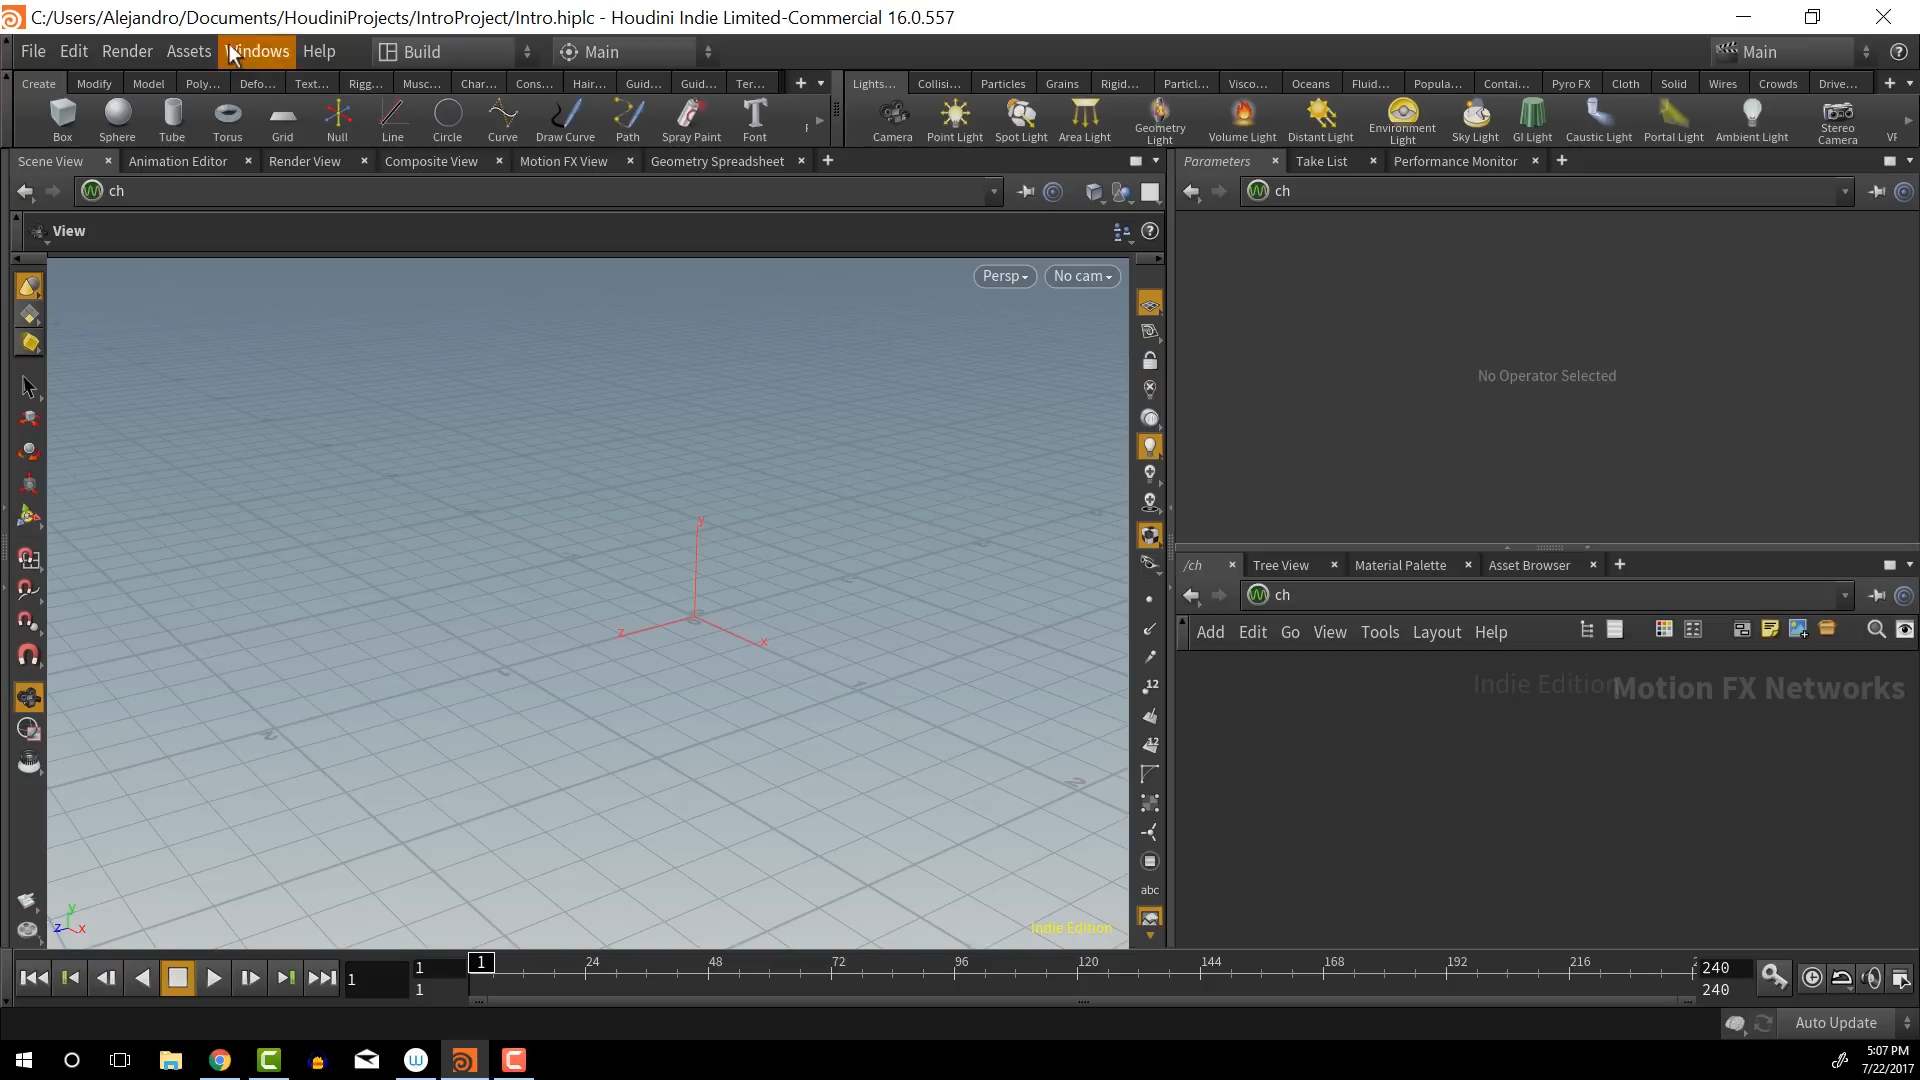 C:/Users/Alejandro/Documents/HoudiniProjects/IntroProject/Intro.hiplc - Houdini Indie Limited-Commercial 16.0.557
File Edit Render Assets Windows Help Build Main Main
Create Modify Model Poly... Defo... Text... Rigg... Musc... Char... Cons... Hair... Guid... Guid... Ter... Lights... Collisi... Particles Grains Rigid... Particl... Visco... Oceans Fluid... Popula... Contai... Pyro FX Cloth Solid Wires Crowds Drive...
Box Sphere Tube Torus Grid Null Line Circle Curve Draw Curve Path Spray Paint Font Camera Point Light Spot Light Area Light Geometry Light Volume Light Distant Light Environment Light Sky Light GI Light Caustic Light Portal Light Ambient Light Stereo Camera
Scene View Animation Editor Render View Composite View Motion FX View Geometry Spreadsheet Parameters Take List Performance Monitor
ch ch
View
Persp No cam
No Operator Selected
y
z x
/ch Tree View Material Palette Asset Browser
ch
Add Edit Go View Tools Layout Help
Indie Edition Motion FX Networks
12
12
abc
y
z x
Indie Edition
1 1 1 24 48 72 96 120 144 168 192 216 240
1 240
Auto Update
5:07 PM
7/22/2017